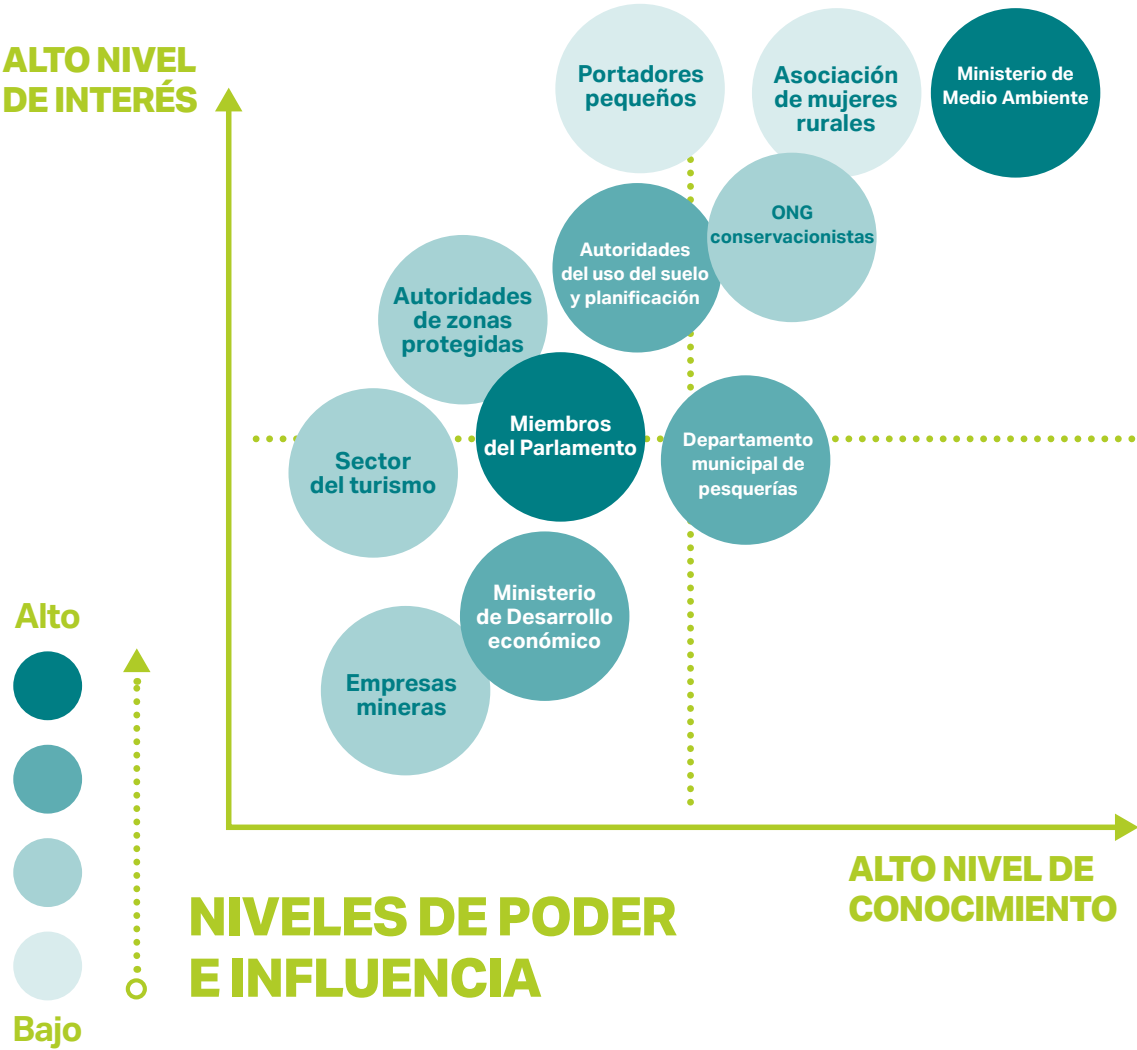 ALTO NIVEL
DE INTERÉS
Portadores
pequeños
Asociación
de mujeres
rurales
Ministerio de
Medio Ambiente
ONG
conservacionistas
Autoridades
del uso del suelo
y planificación
Autoridades
de zonas
protegidas
Miembros
del Parlamento
Departamento
municipal de
pesquerías
Sector
del turismo
Ministerio
de Desarrollo
económico
Empresas
mineras
Alto
Bajo
ALTO NIVEL DE
CONOCIMIENTO
NIVELES DE PODER
E INFLUENCIA